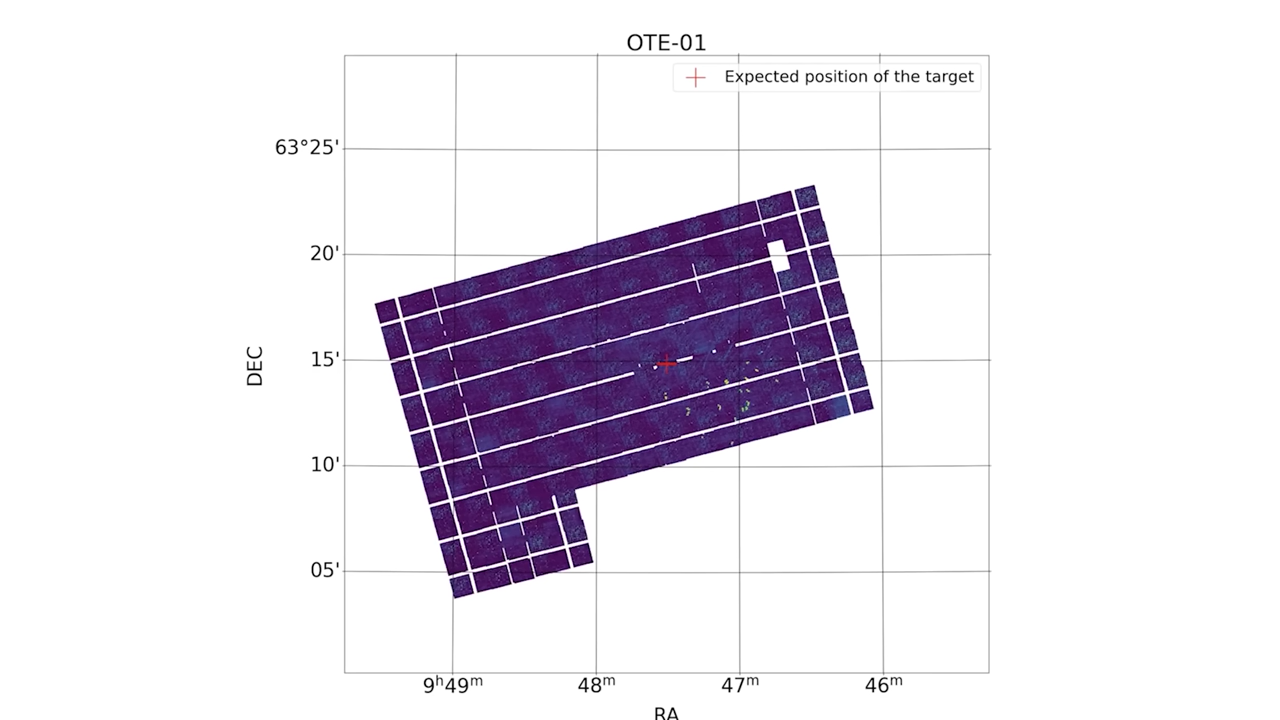 OTE-01
Expected position of the target
63°25'
20'
15'
10'
05'
DEC
9ʰ49ᵐ 48ᵐ 47ᵐ 46ᵐ
RA